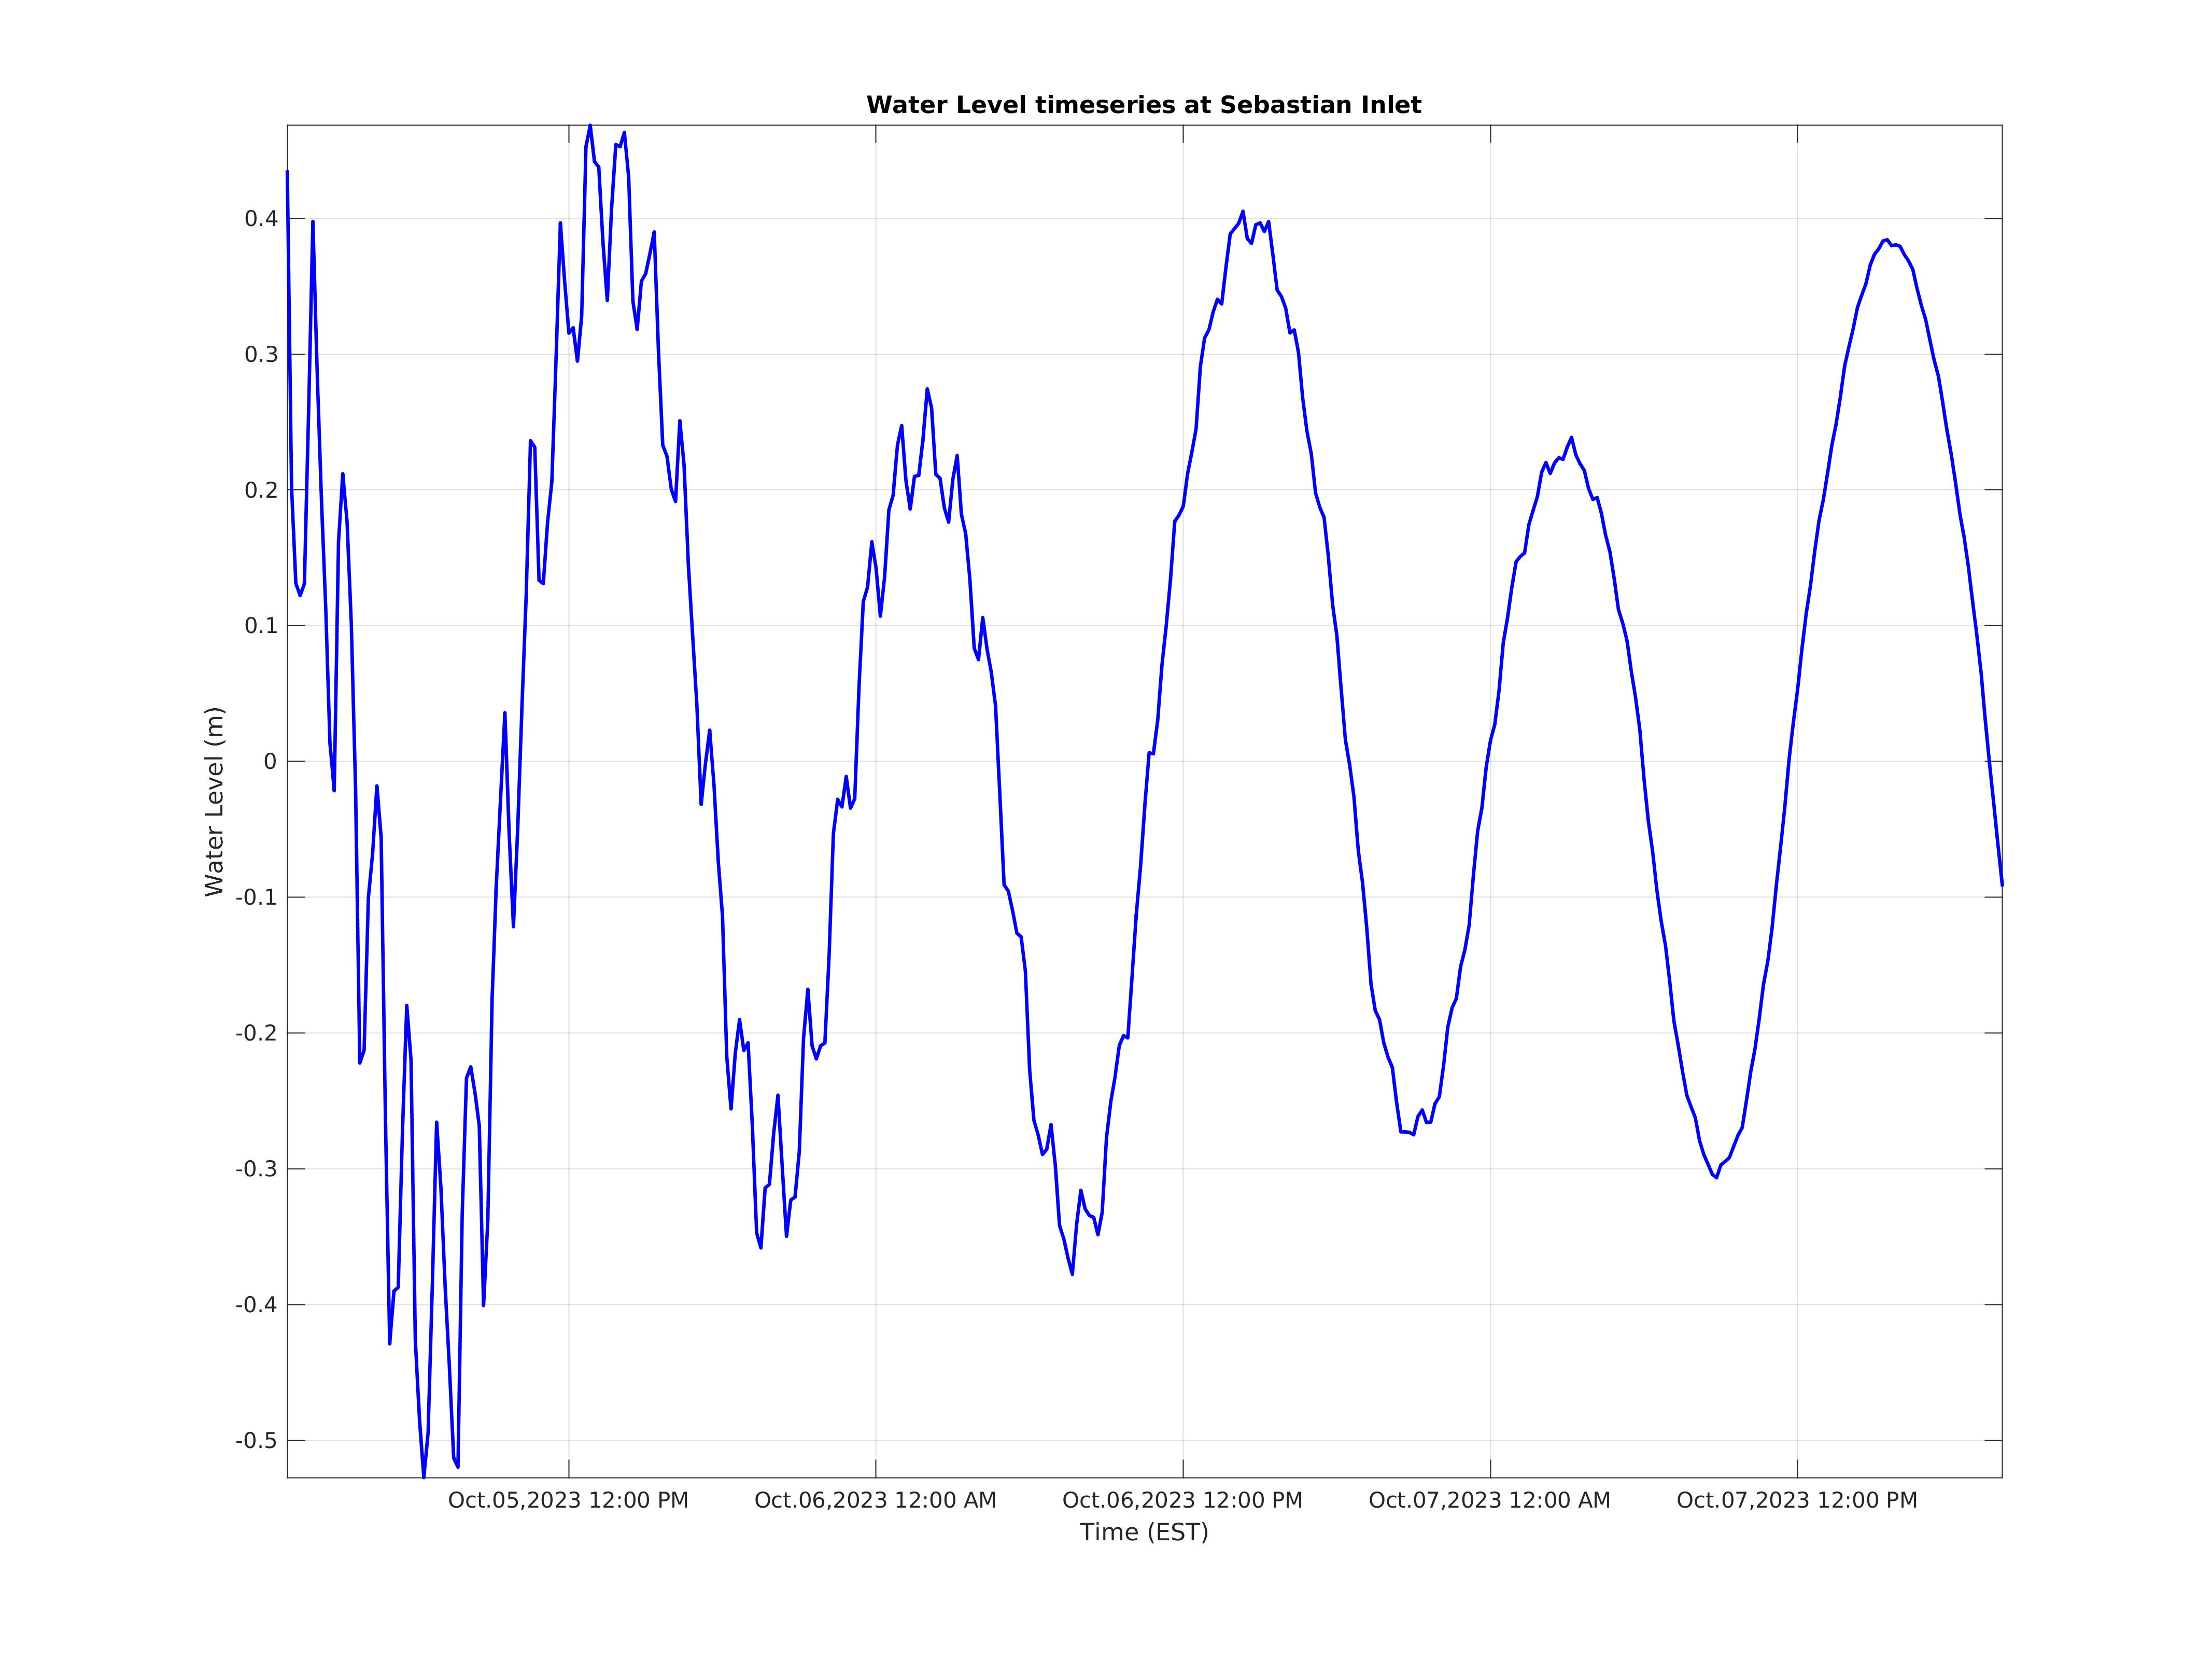 Water Level timeseries at Sebastian Inlet
0.4
0.3
0.2
0.1
0
-0.1
-0.2
-0.3
-0.4
-0.5
Water Level (m)
Oct.05,2023 12:00 PM
Oct.06,2023 12:00 AM
Oct.06,2023 12:00 PM
Oct.07,2023 12:00 AM
Oct.07,2023 12:00 PM
Time (EST)